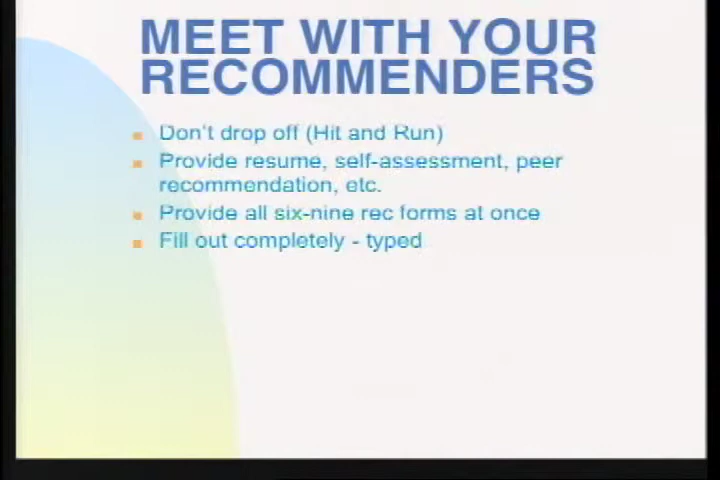 MEET WITH YOUR
RECOMMENDERS
Don't drop off (Hit and Run)
Provide resume, self-assessment, peer
recommendation, etc.
Provide all six-nine rec forms at once
Fill out completely - typed